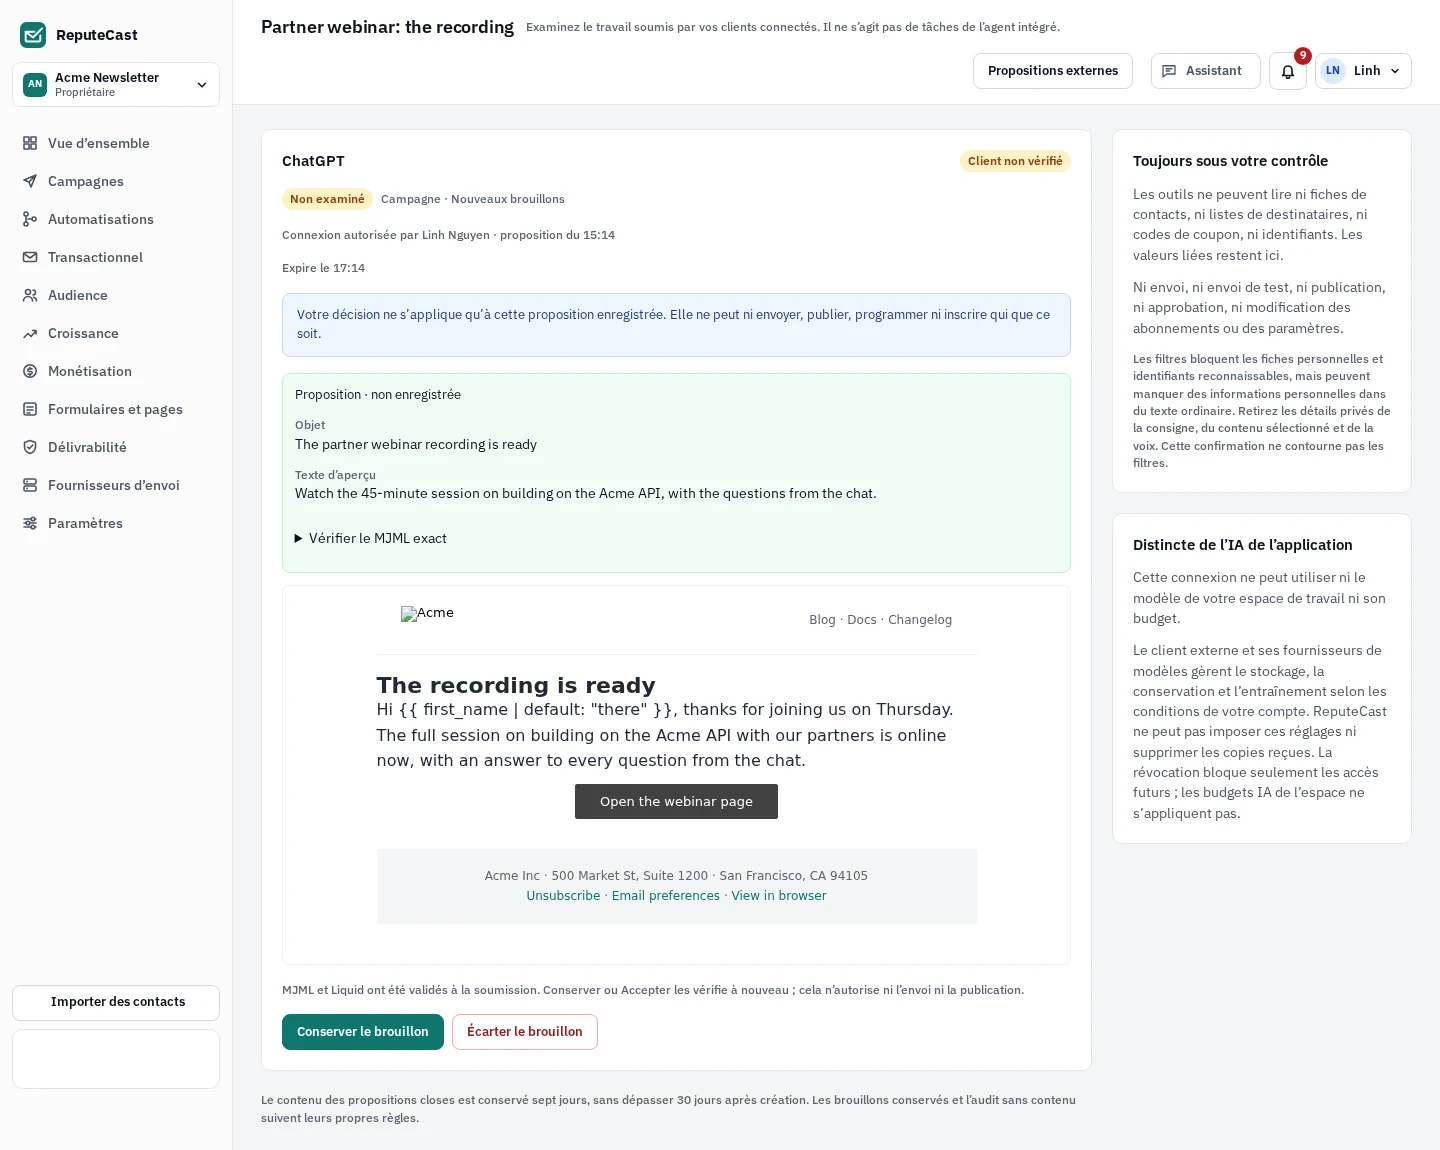 ReputeCast
AN
Acme Newsletter
Propriétaire
Vue d’ensemble
Campagnes
Automatisations
Transactionnel
Audience
Croissance
Monétisation
Formulaires et pages
Délivrabilité
Fournisseurs d’envoi
Paramètres
Importer des contacts
Partner webinar: the recording
Examinez le travail soumis par vos clients connectés. Il ne s’agit pas de tâches de l’agent intégré.
Propositions externes
Assistant
9
LN
Linh
ChatGPT
Client non vérifié
Non examiné
Campagne · Nouveaux brouillons
Connexion autorisée par Linh Nguyen · proposition du 15:14
Expire le 17:14
Votre décision ne s’applique qu’à cette proposition enregistrée. Elle ne peut ni envoyer, publier, programmer ni inscrire qui que ce
soit.
Proposition · non enregistrée
Objet
The partner webinar recording is ready
Texte d’aperçu
Watch the 45-minute session on building on the Acme API, with the questions from the chat.
Vérifier le MJML exact
Acme
Blog · Docs · Changelog
The recording is ready
Hi {{ first_name | default: "there" }}, thanks for joining us on Thursday.
The full session on building on the Acme API with our partners is online
now, with an answer to every question from the chat.
Open the webinar page
Acme Inc · 500 Market St, Suite 1200 · San Francisco, CA 94105
Unsubscribe · Email preferences · View in browser
MJML et Liquid ont été validés à la soumission. Conserver ou Accepter les vérifie à nouveau ; cela n’autorise ni l’envoi ni la publication.
Conserver le brouillon
Écarter le brouillon
Le contenu des propositions closes est conservé sept jours, sans dépasser 30 jours après création. Les brouillons conservés et l’audit sans contenu
suivent leurs propres règles.
Toujours sous votre contrôle
Les outils ne peuvent lire ni fiches de
contacts, ni listes de destinataires, ni
codes de coupon, ni identifiants. Les
valeurs liées restent ici.
Ni envoi, ni envoi de test, ni publication,
ni approbation, ni modification des
abonnements ou des paramètres.
Les filtres bloquent les fiches personnelles et
identifiants reconnaissables, mais peuvent
manquer des informations personnelles dans
du texte ordinaire. Retirez les détails privés de
la consigne, du contenu sélectionné et de la
voix. Cette confirmation ne contourne pas les
filtres.
Distincte de l’IA de l’application
Cette connexion ne peut utiliser ni le
modèle de votre espace de travail ni son
budget.
Le client externe et ses fournisseurs de
modèles gèrent le stockage, la
conservation et l’entraînement selon les
conditions de votre compte. ReputeCast
ne peut pas imposer ces réglages ni
supprimer les copies reçues. La
révocation bloque seulement les accès
futurs ; les budgets IA de l’espace ne
s’appliquent pas.